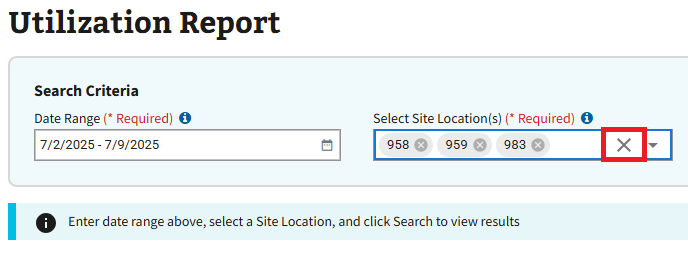 Utilization Report
Search Criteria
Date Range (* Required)
7/2/2025 - 7/9/2025
Select Site Location(s) (* Required)
958 959 983
Enter date range above, select a Site Location, and click Search to view results